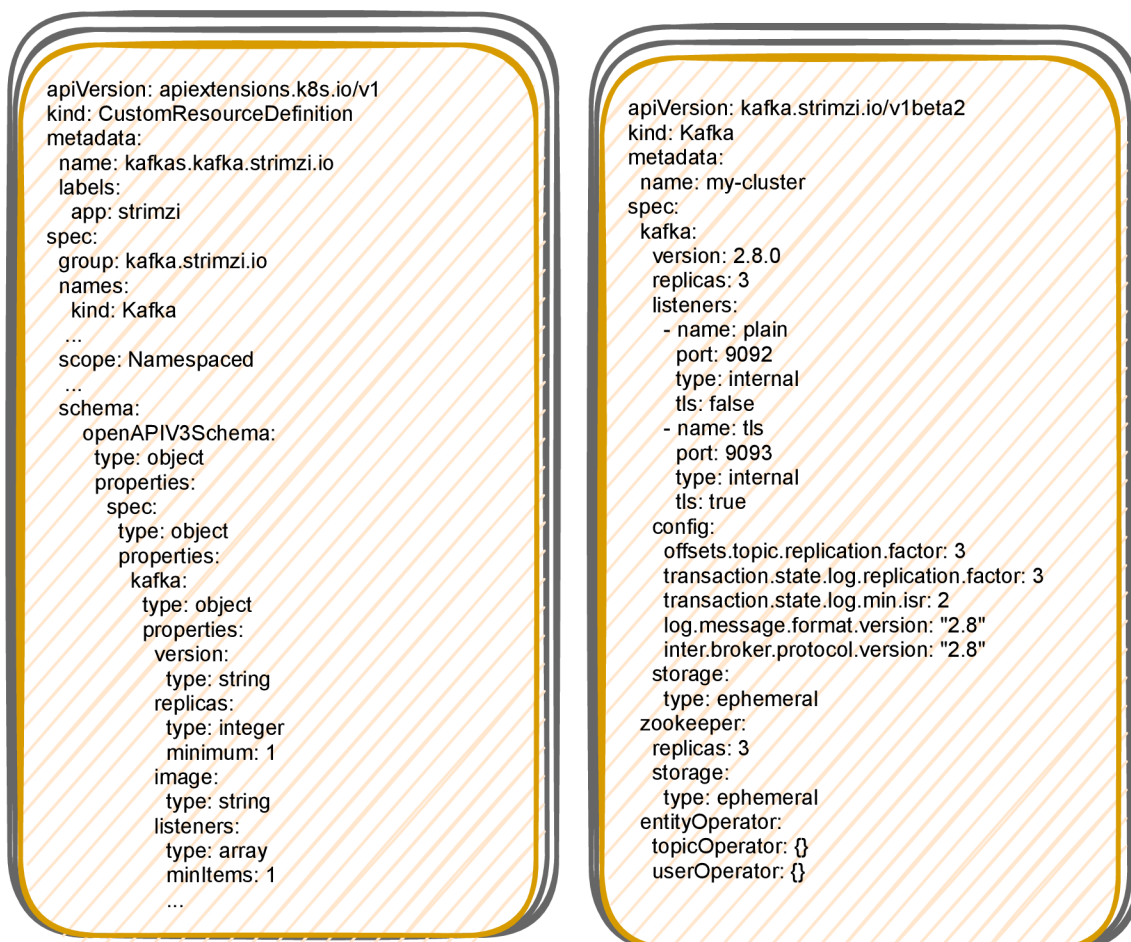 apiVersion: apiextensions.k8s.io/v1
kind: CustomResourceDefinition
metadata:
  name: kafkas.kafka.strimzi.io
  labels:
    app: strimzi
spec:
  group: kafka.strimzi.io
  names:
    kind: Kafka
   ...
  scope: Namespaced
   ...
  schema:
      openAPIV3Schema:
        type: object
        properties:
          spec:
            type: object
            properties:
              kafka:
                type: object
                properties:
                  version:
                    type: string
                  replicas:
                    type: integer
                    minimum: 1
                  image:
                    type: string
                  listeners:
                    type: array
                    minItems: 1
                    ...
apiVersion: kafka.strimzi.io/v1beta2
kind: Kafka
metadata:
  name: my-cluster
spec:
  kafka:
    version: 2.8.0
    replicas: 3
    listeners:
      - name: plain
        port: 9092
        type: internal
        tls: false
      - name: tls
        port: 9093
        type: internal
        tls: true
    config:
      offsets.topic.replication.factor: 3
      transaction.state.log.replication.factor: 3
      transaction.state.log.min.isr: 2
      log.message.format.version: "2.8"
      inter.broker.protocol.version: "2.8"
    storage:
      type: ephemeral
  zookeeper:
    replicas: 3
    storage:
      type: ephemeral
  entityOperator:
    topicOperator: {}
    userOperator: {}